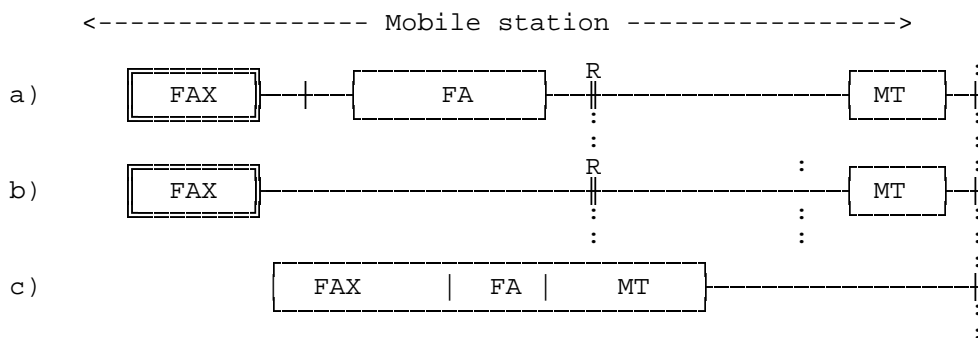 <----------------- Mobile station ----------------->
R
a) FAX FA MT
R
b) FAX MT
c) FAX | FA | MT